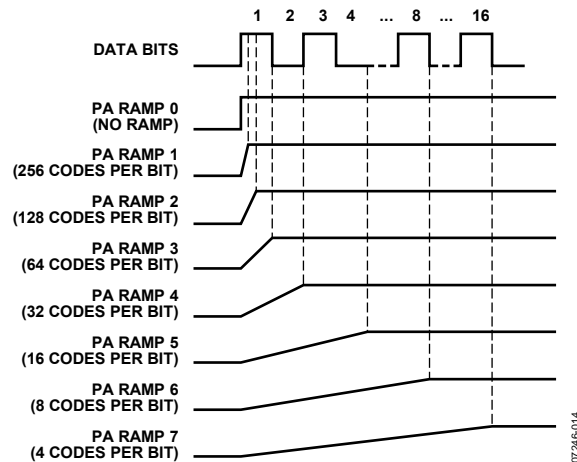 1 2 3 4 ... 8 ... 16
DATA BITS
PA RAMP 0
(NO RAMP)
PA RAMP 1
(256 CODES PER BIT)
PA RAMP 2
(128 CODES PER BIT)
PA RAMP 3
(64 CODES PER BIT)
PA RAMP 4
(32 CODES PER BIT)
PA RAMP 5
(16 CODES PER BIT)
PA RAMP 6
(8 CODES PER BIT)
PA RAMP 7
(4 CODES PER BIT)
07246-014